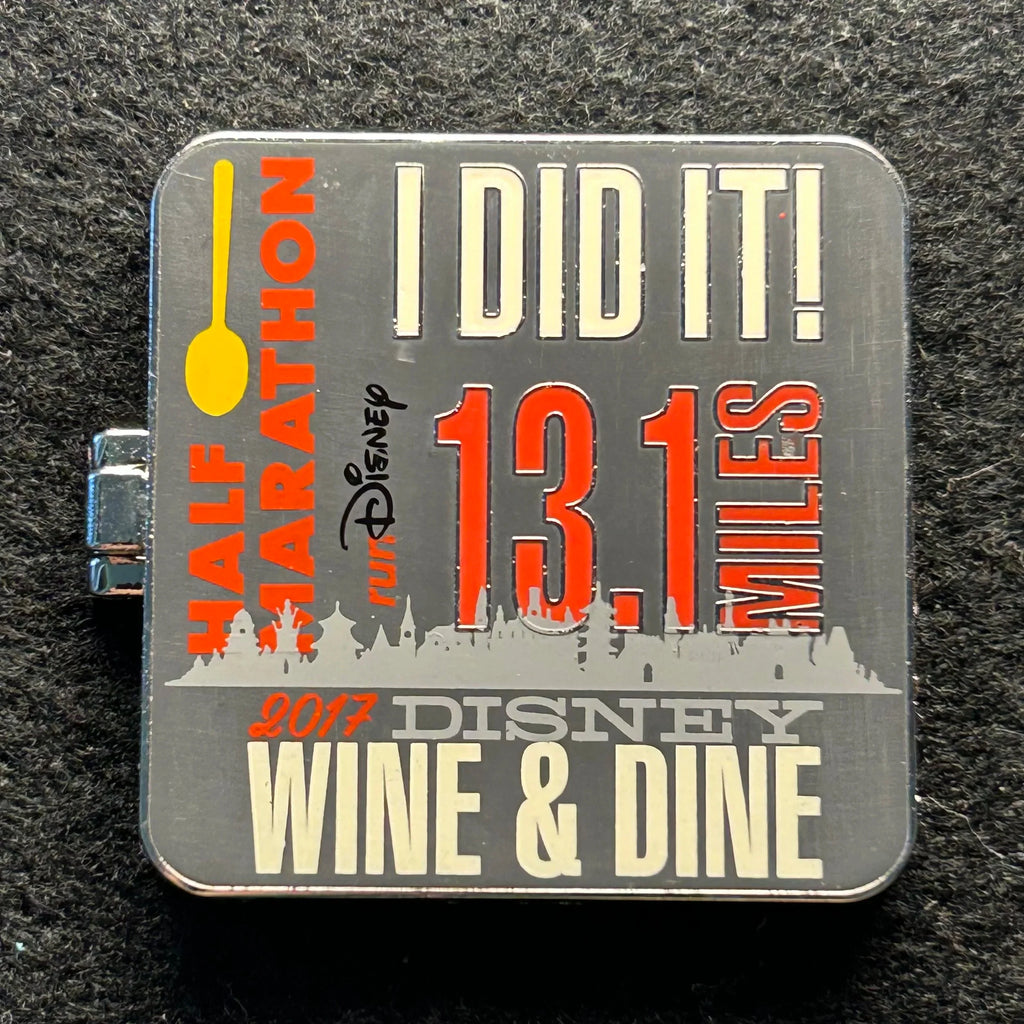 I DID IT!
13.1
MILES
HALF
MARATHON
runDisney
2017 DISNEY
WINE & DINE